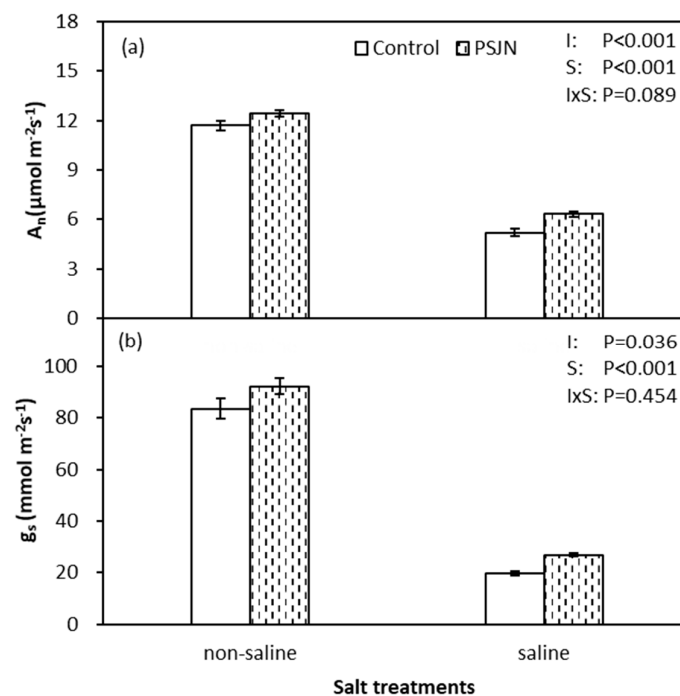 (a)
Control PSJN
I: P<0.001
S: P<0.001
IxS: P=0.089
18
15
12
9
6
3
0
Aₙ(µmol m⁻²s⁻¹)
(b)
I: P=0.036
S: P<0.001
IxS: P=0.454
100
80
60
40
20
0
gₛ (mmol m⁻²s⁻¹)
non-saline saline
Salt treatments